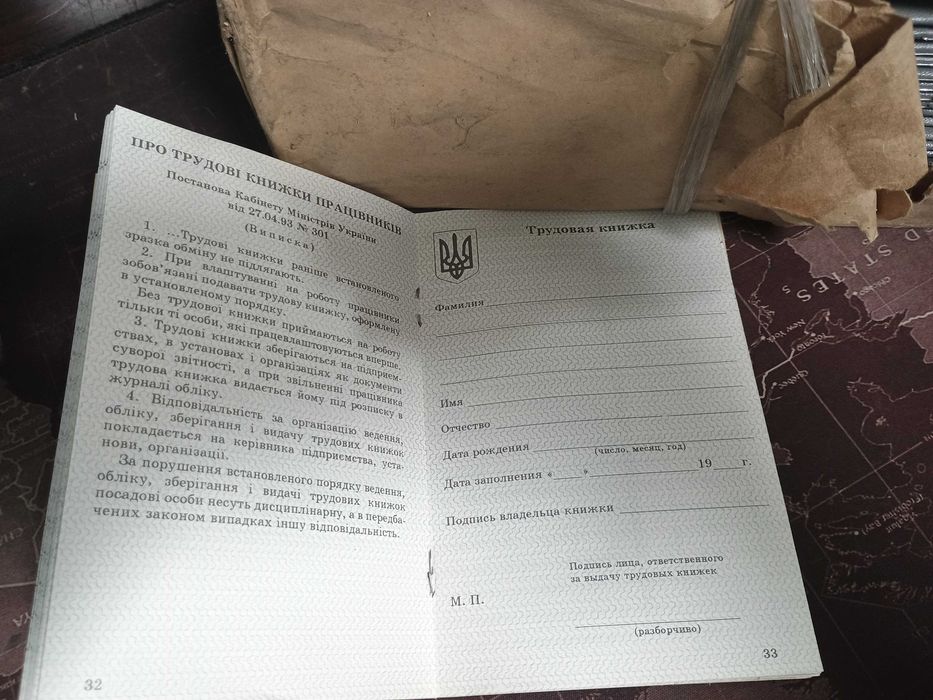 ПРО ТРУДОВІ КНИЖКИ ПРАЦІВНИКІВ
Постанова Кабінету Міністрів України
від 27.04.93 № 301
(Виписка)
1. ...Трудові книжки раніше встановленого
зразка обміну не підлягають.
2. При влаштуванні на роботу працівники
зобов'язані подавати трудову книжку, оформлену
в установленому порядку.
Без трудової книжки приймаються на роботу
тільки ті особи, які працевлаштовуються вперше.
3. Трудові книжки зберігаються на підприєм-
ствах, в установах і організаціях як документи
суворої звітності, а при звільненні працівника
трудова книжка видається йому під розписку в
журналі обліку.
4. Відповідальність за організацію ведення,
обліку, зберігання і видачу трудових книжок
покладається на керівника підприємства, уста-
нови, організації.
За порушення встановленого порядку ведення,
обліку, зберігання і видачі трудових книжок
посадові особи несуть дисциплінарну, а в передба-
чених законом випадках іншу відповідальність.
32
Трудовая книжка
Фамилия
Имя
Отчество
Дата рождения
(число, месяц, год)
Дата заполнения « » 19 г.
Подпись владельца книжки
Подпись лица, ответственного
за выдачу трудовых книжек
М. П.
(разборчиво)
33
STATES
New York